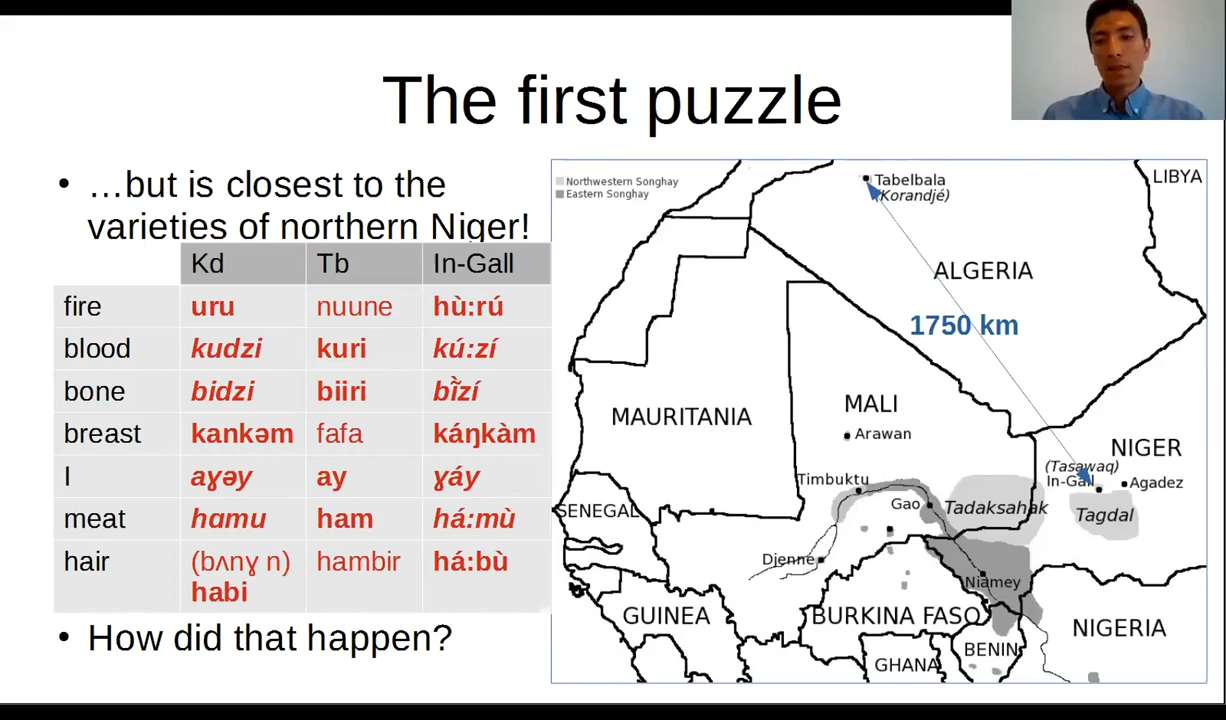 The first puzzle
• …but is closest to the
varieties of northern Niger!
Kd Tb In-Gall
fire uru nuune hù:rú
blood kudzi kuri kú:zí
bone bidzi biiri bǐ̀zí
breast kankəm fafa káŋkàm
I aɣəy ay ɣáy
meat hɑmu ham há:mù
hair (bʌnɣ n) hambir há:bù
habi
• How did that happen?
Northwestern Songhay
Eastern Songhay
Tabelbala
(Korandjé)
LIBYA
ALGERIA
1750 km
MAURITANIA
MALI
Arawan
NIGER
(Tasawaq)
In-Gall
Agadez
Timbuktu
Gao
Tadaksahak
Tagdal
SENEGAL
Djenne
Niamey
GUINEA
BURKINA FASO
NIGERIA
BENIN
GHANA